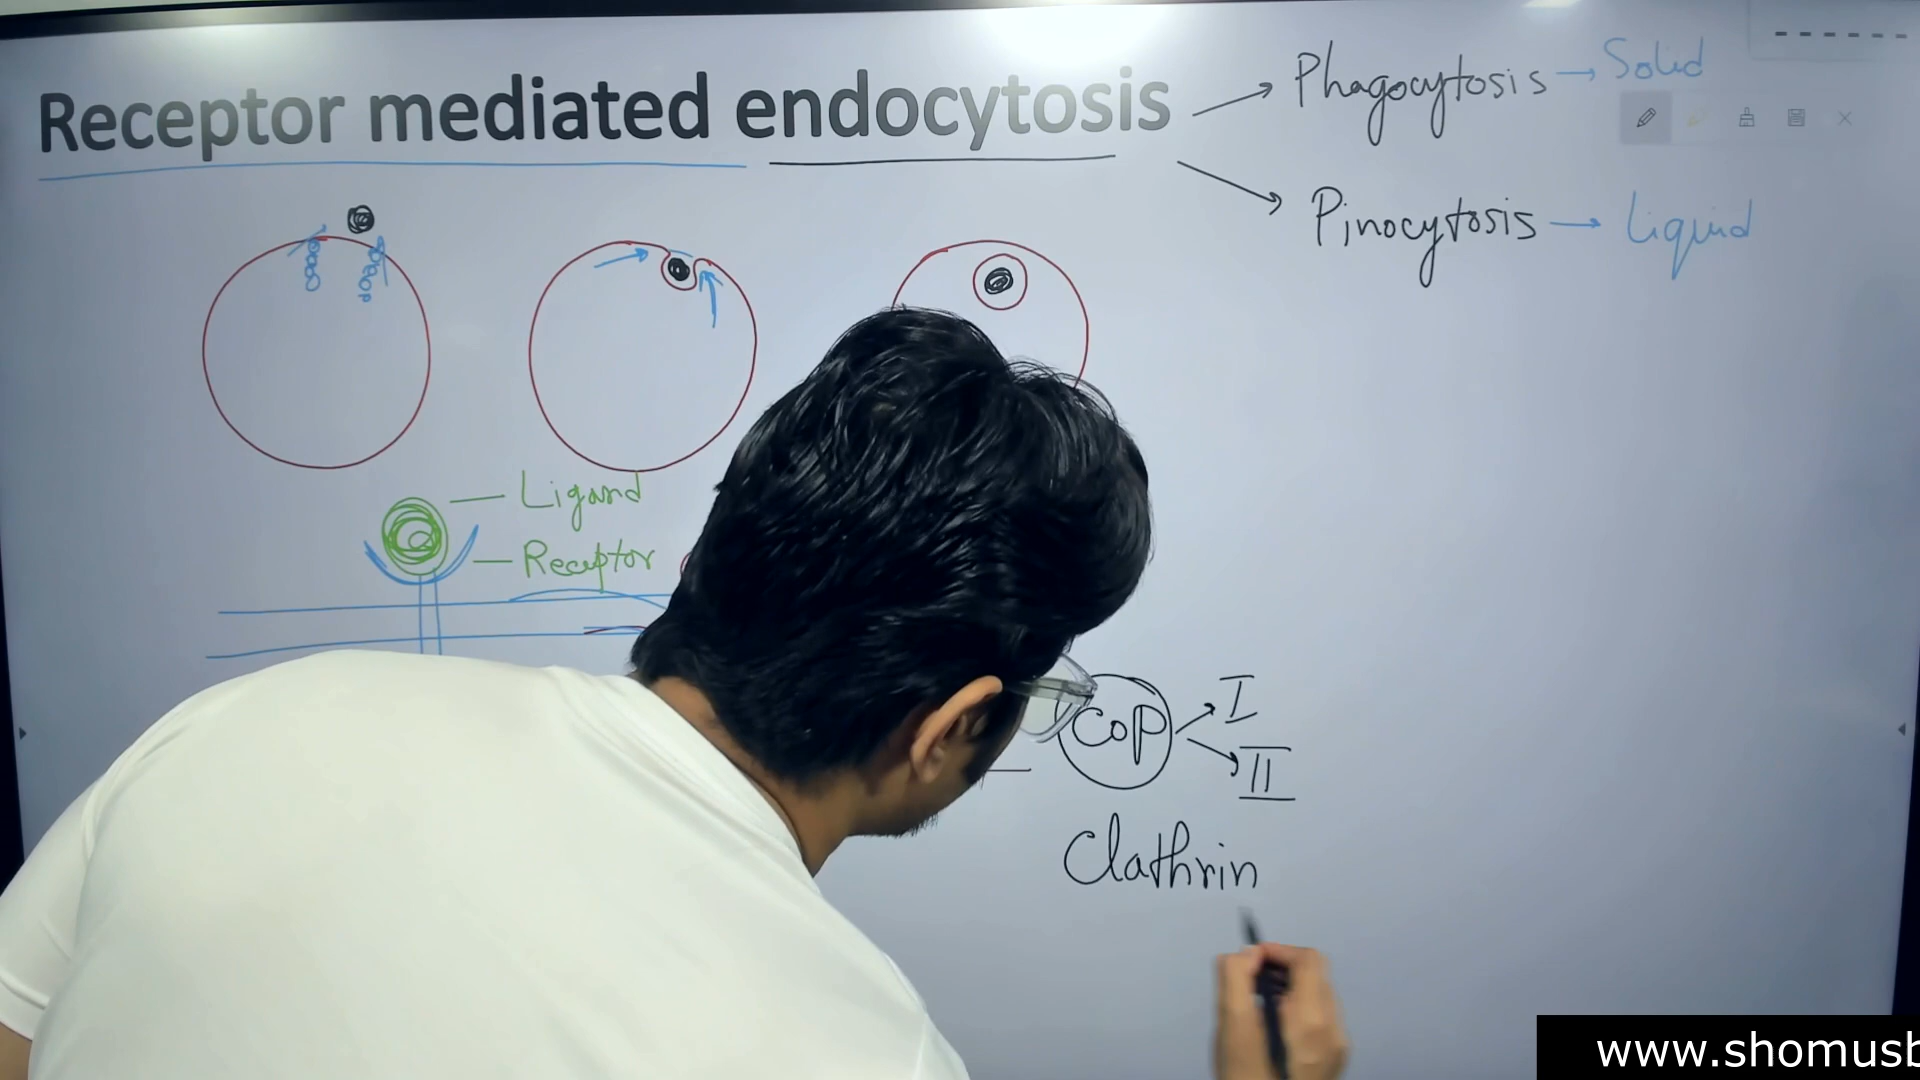 Receptor mediated endocytosis
Phagocytosis → Solid
Pinocytosis → Liquid
Ligand
Receptor
COP
I
II
Clathrin
www.shomusb